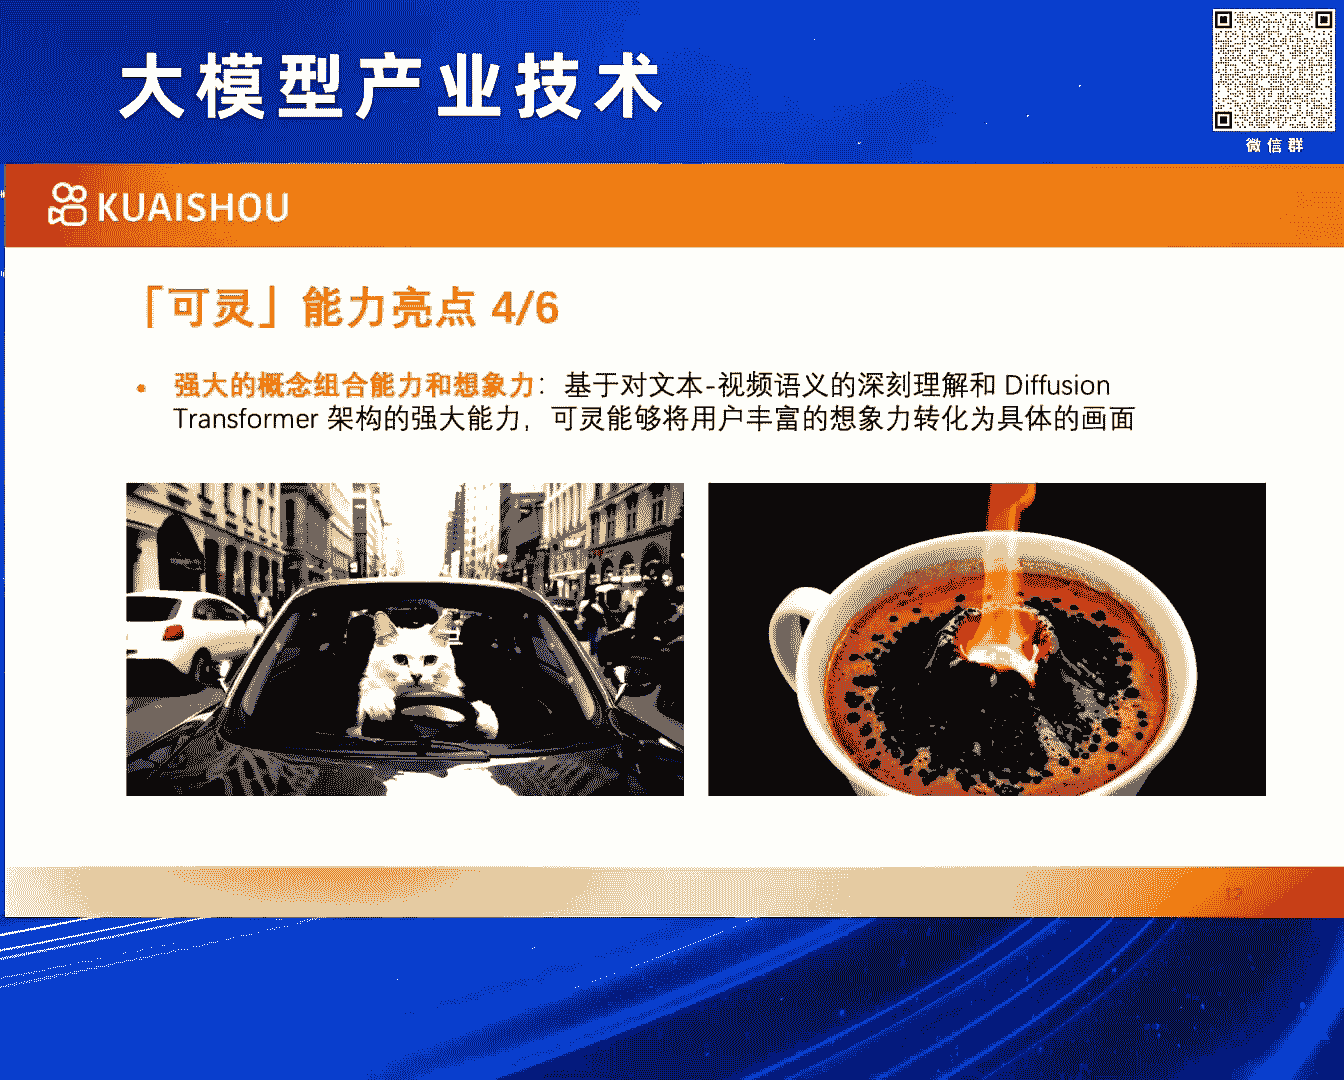 大模型产业技术
微信群
KUAISHOU
「可灵」能力亮点 4/6
• 强大的概念组合能力和想象力：基于对文本-视频语义的深刻理解和 Diffusion
Transformer 架构的强大能力，可灵能够将用户丰富的想象力转化为具体的画面